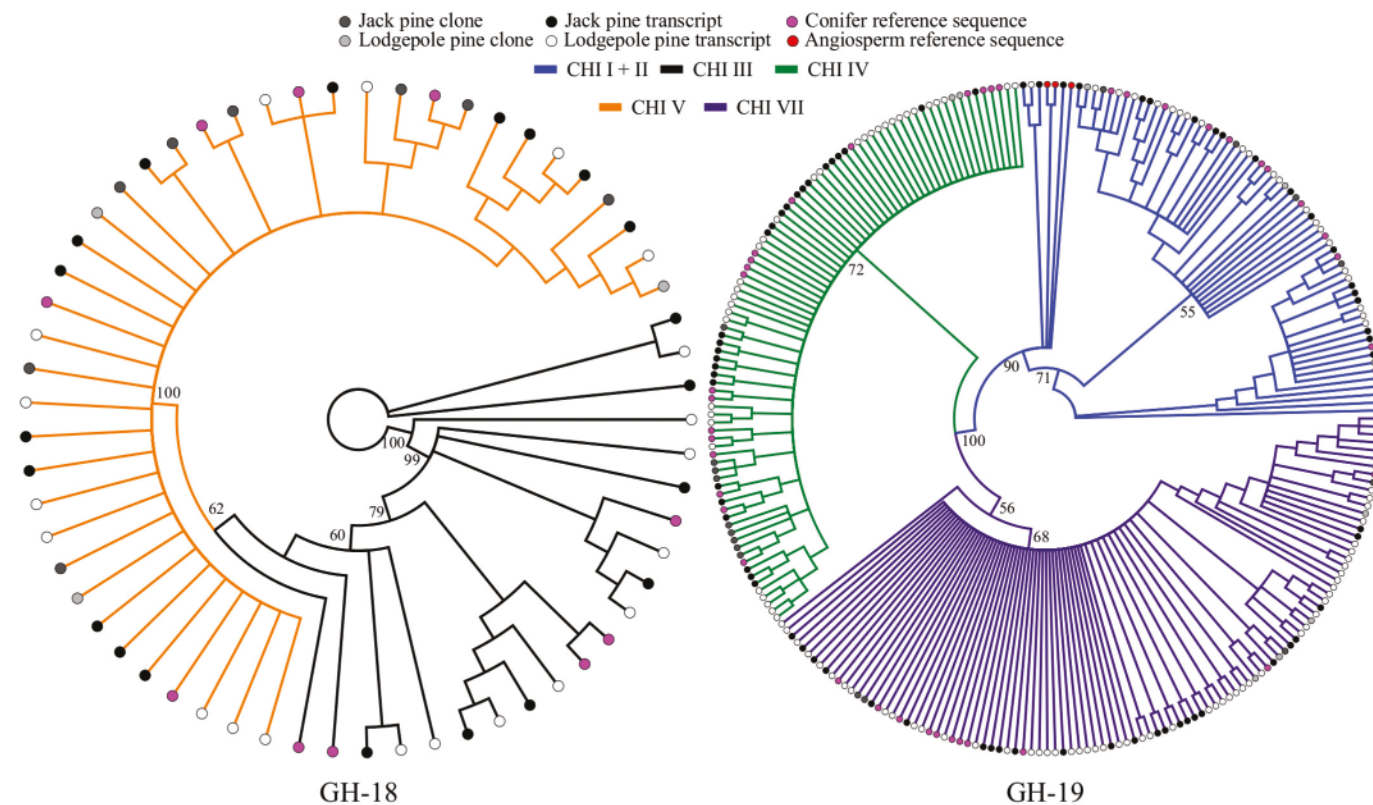 Jack pine clone Jack pine transcript Conifer reference sequence
Lodgepole pine clone Lodgepole pine transcript Angiosperm reference sequence
CHI I + II CHI III CHI IV
CHI V CHI VII
72
55
90
71
100
100
100
99
56
62
79
60
68
GH-18 GH-19